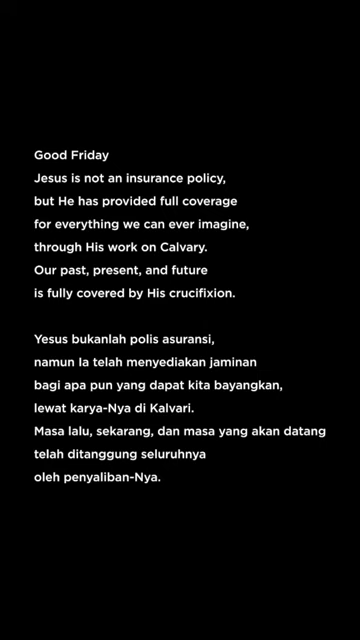 Good Friday
Jesus is not an insurance policy,
but He has provided full coverage
for everything we can ever imagine,
through His work on Calvary.
Our past, present, and future
is fully covered by His crucifixion.
Yesus bukanlah polis asuransi,
namun Ia telah menyediakan jaminan
bagi apa pun yang dapat kita bayangkan,
lewat karya-Nya di Kalvari.
Masa lalu, sekarang, dan masa yang akan datang
telah ditanggung seluruhnya
oleh penyaliban-Nya.